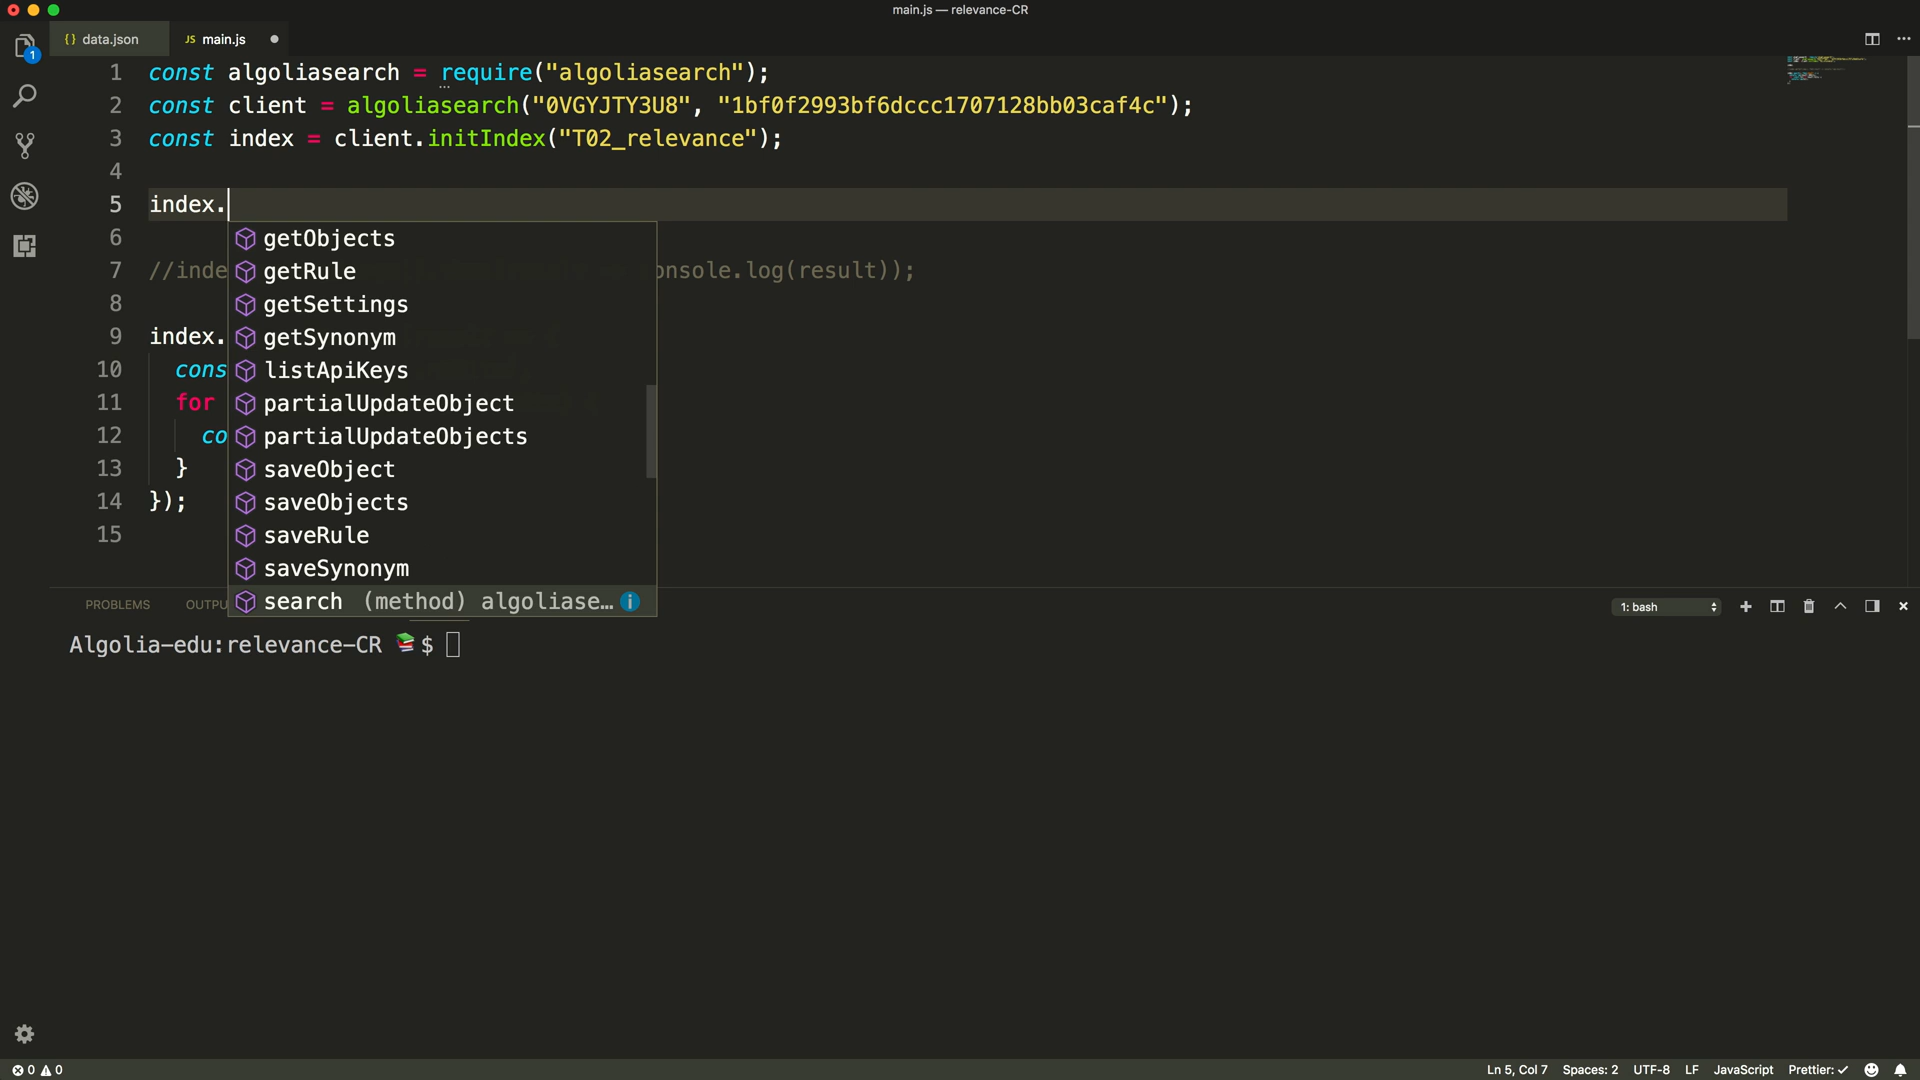 main.js — relevance-CR
{} data.json
JS main.js
1
1 const algoliasearch = require("algoliasearch");
2 const client = algoliasearch("0VGYJTY3U8", "1bf0f2993bf6dccc1707128bb03caf4c");
3 const index = client.initIndex("T02_relevance");
4
5 index.
6
7 //inde onsole.log(result));
8
9 index.
10 cons
11 for
12 co
13 }
14 });
15
getObjects
getRule
getSettings
getSynonym
listApiKeys
partialUpdateObject
partialUpdateObjects
saveObject
saveObjects
saveRule
saveSynonym
search (method) algoliase…
PROBLEMS OUTPU
1: bash
Algolia-edu:relevance-CR 📚$
0 0
Ln 5, Col 7 Spaces: 2 UTF-8 LF JavaScript Prettier: ✓